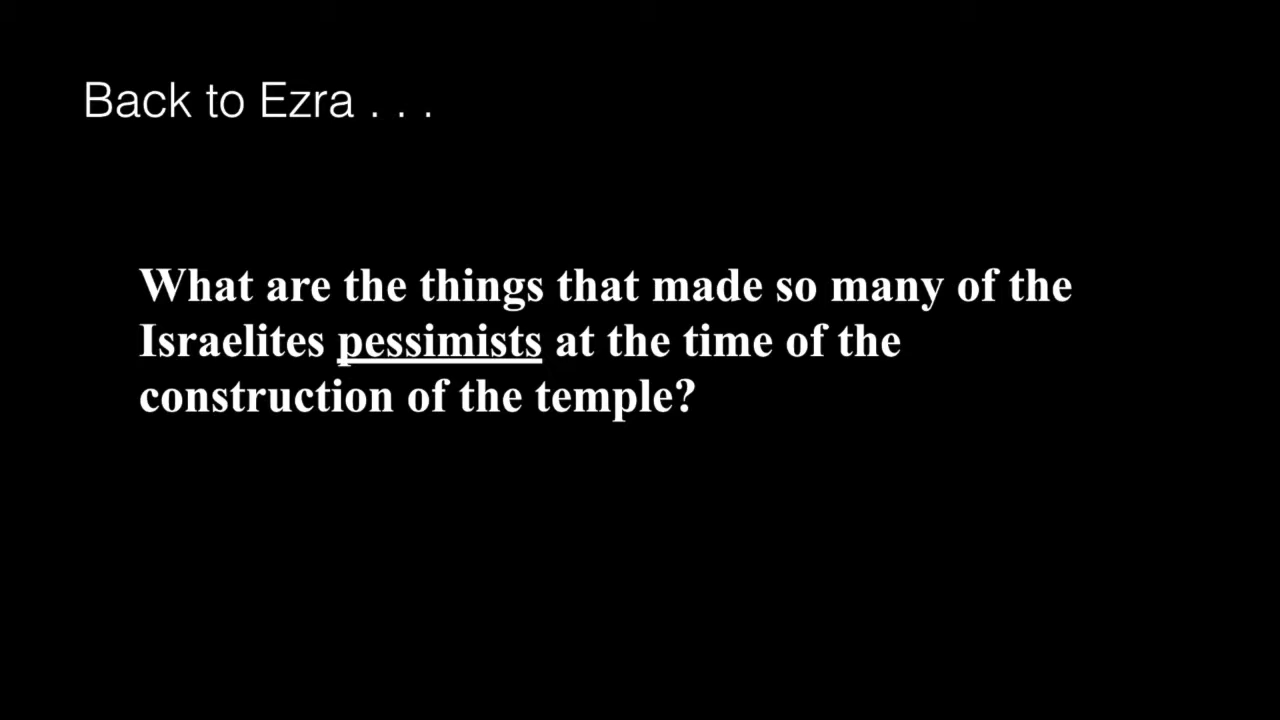 Back to Ezra . . .
What are the things that made so many of the
Israelites pessimists at the time of the
construction of the temple?